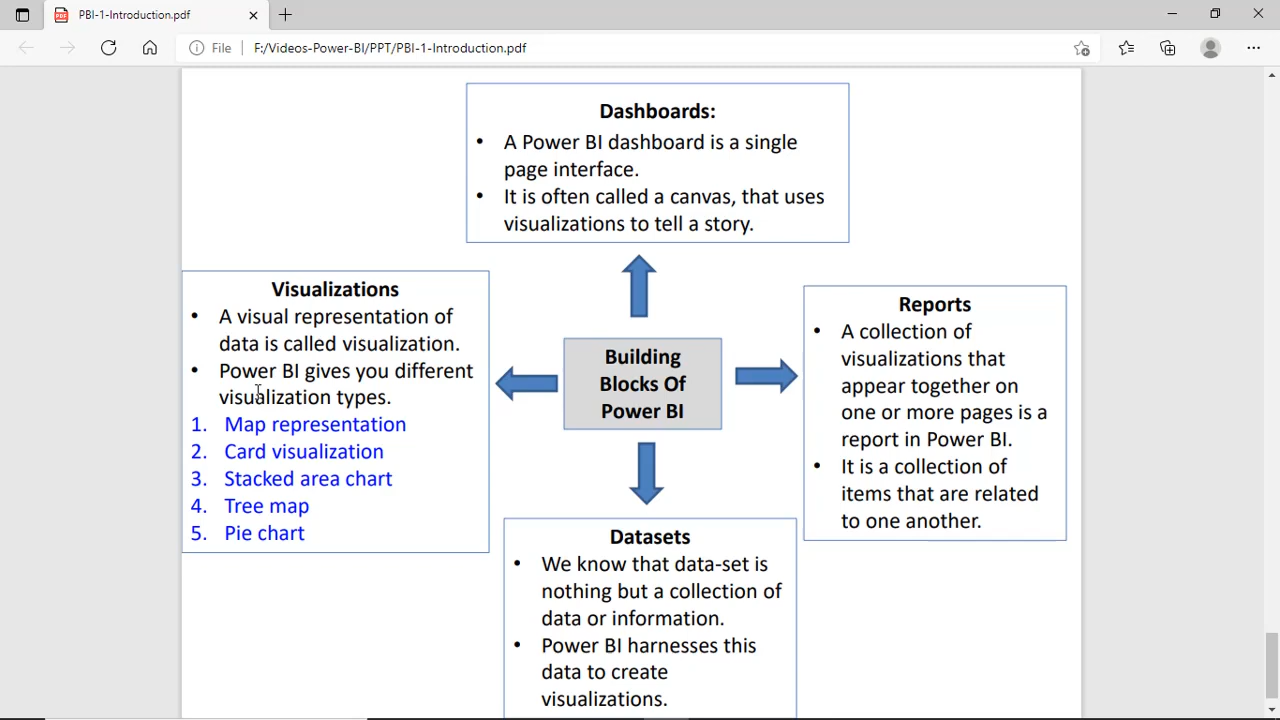 PBI-1-Introduction.pdf
File
F:/Videos-Power-BI/PPT/PBI-1-Introduction.pdf
Dashboards:
• A Power BI dashboard is a single
page interface.
• It is often called a canvas, that uses
visualizations to tell a story.
Visualizations
• A visual representation of
data is called visualization.
• Power BI gives you different
visualization types.
1. Map representation
2. Card visualization
3. Stacked area chart
4. Tree map
5. Pie chart
Building
Blocks Of
Power BI
Reports
• A collection of
visualizations that
appear together on
one or more pages is a
report in Power BI.
• It is a collection of
items that are related
to one another.
Datasets
• We know that data-set is
nothing but a collection of
data or information.
• Power BI harnesses this
data to create
visualizations.